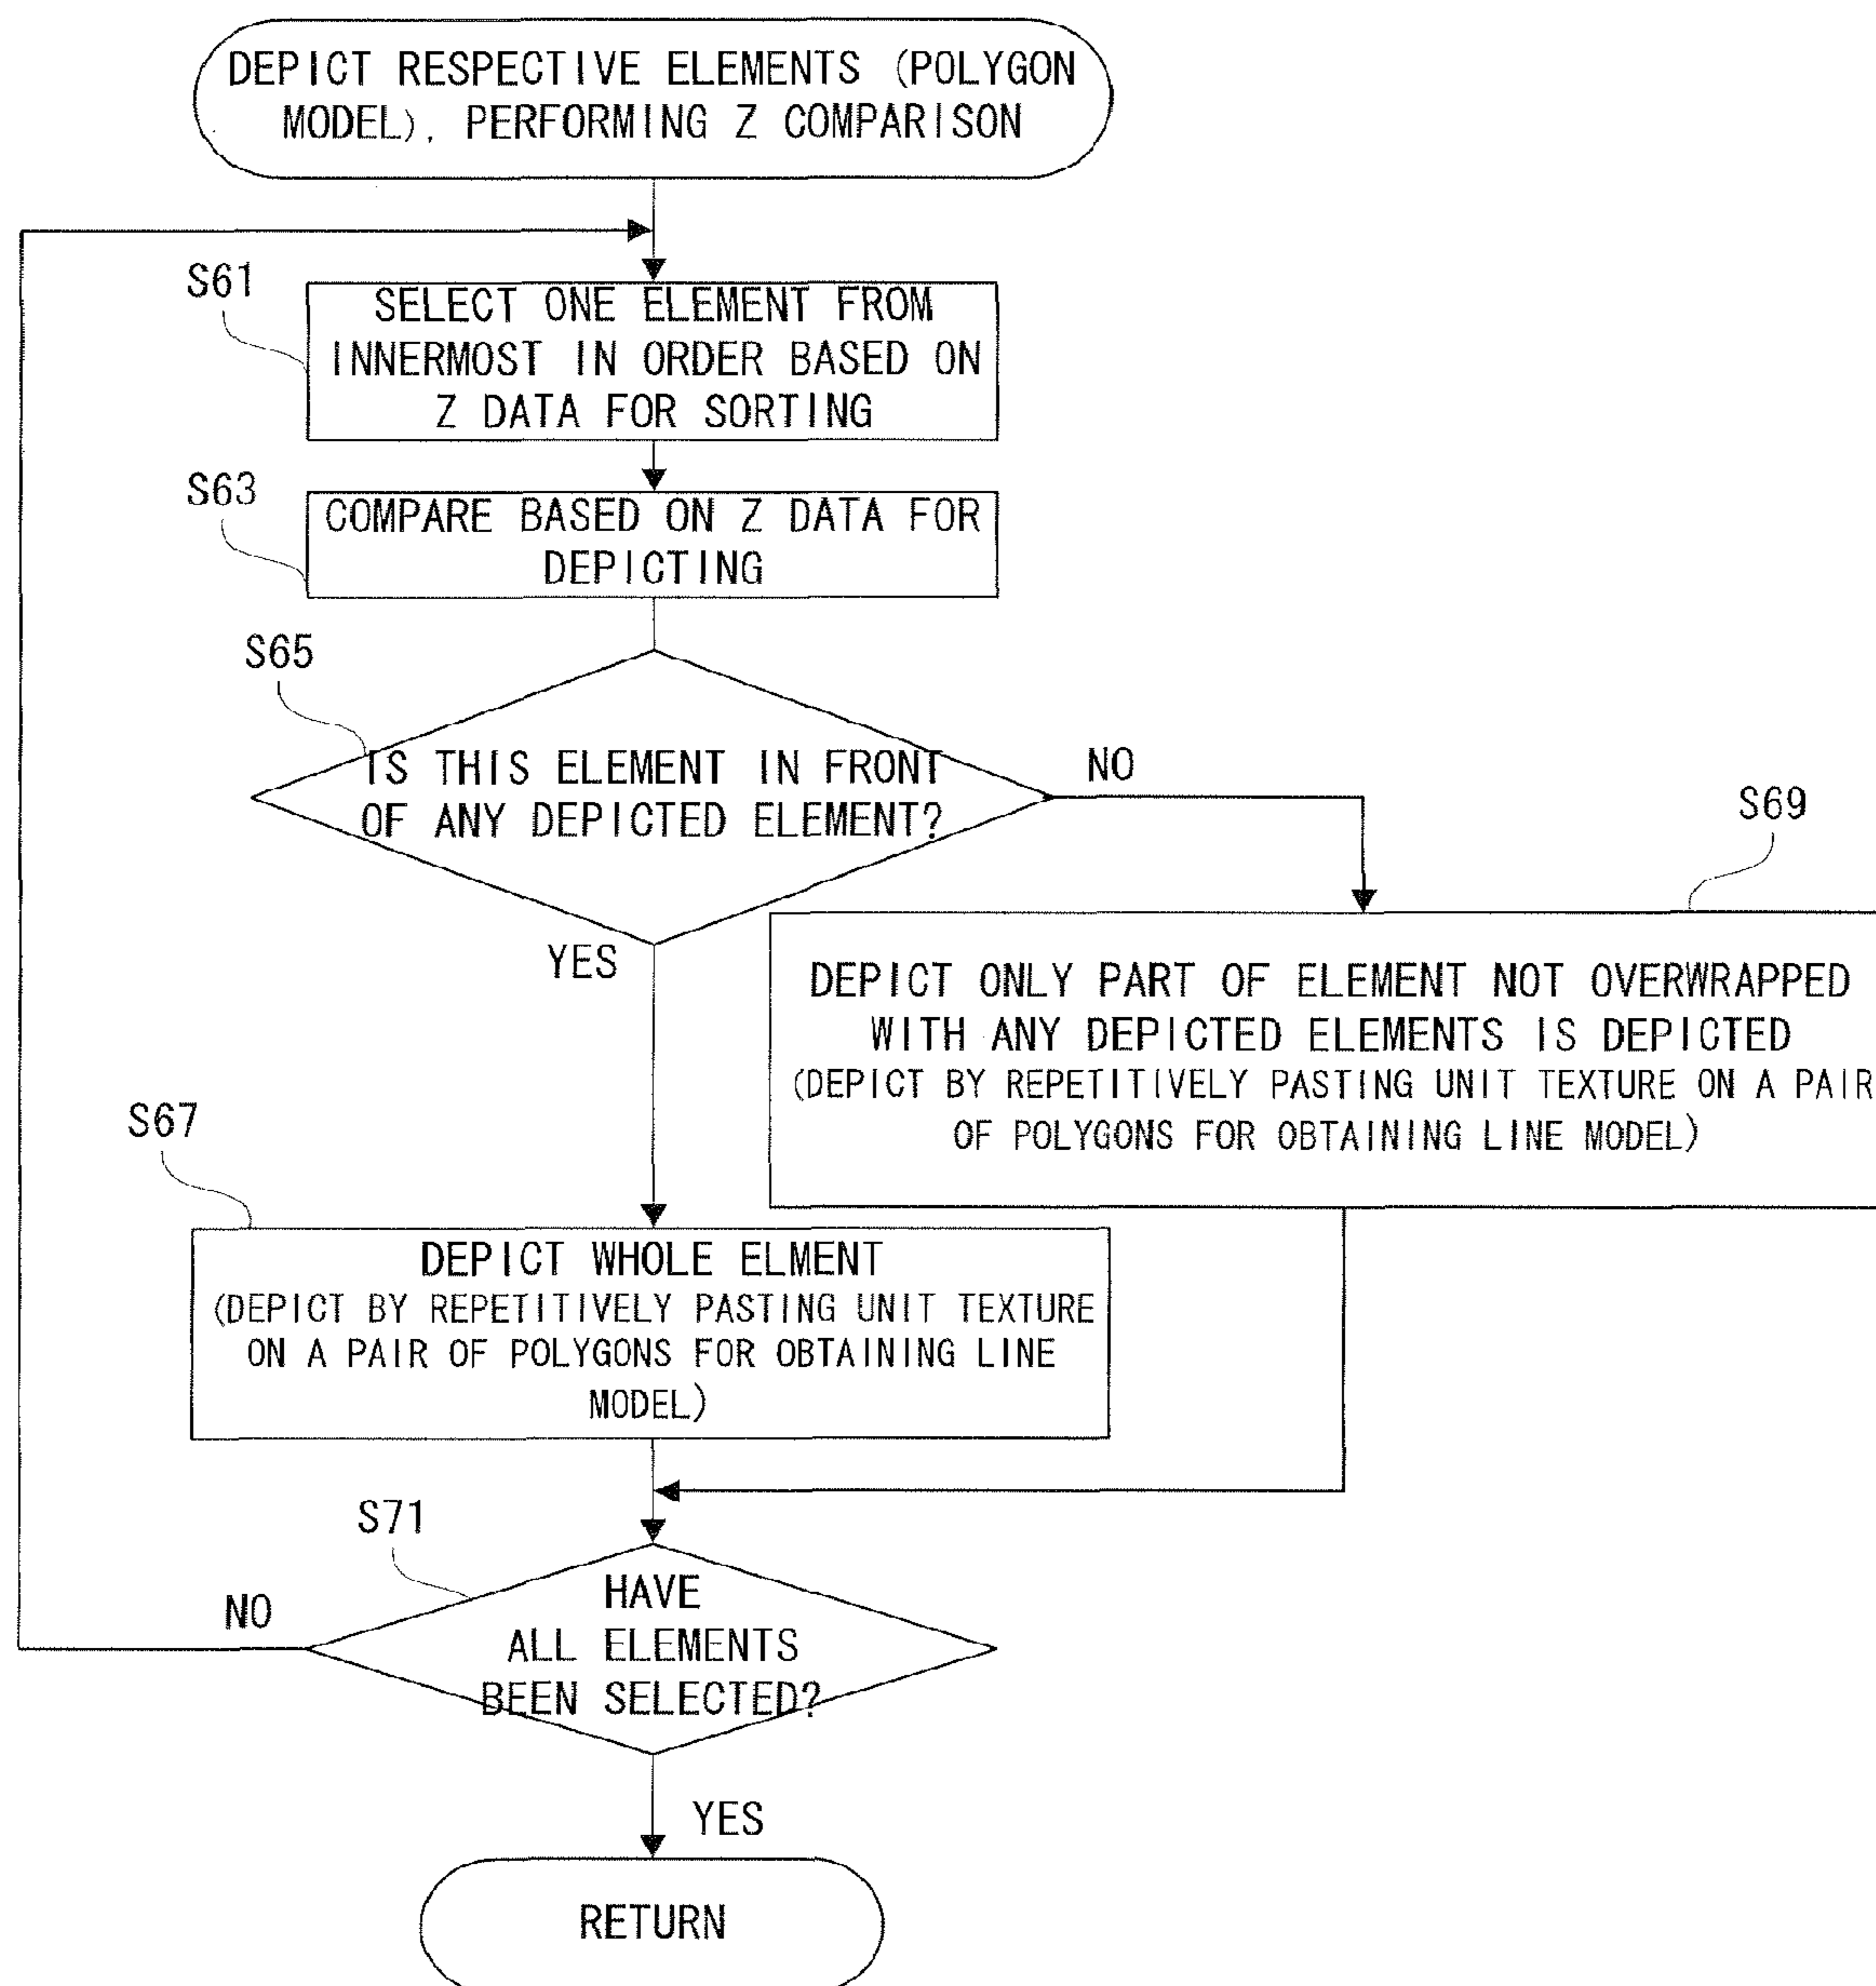 DEPICT RESPECTIVE ELEMENTS (POLYGON
MODEL), PERFORMING Z COMPARISON
S61
SELECT ONE ELEMENT FROM
INNERMOST IN ORDER BASED ON
Z DATA FOR SORTING
S63
COMPARE BASED ON Z DATA FOR
DEPICTING
S65
IS THIS ELEMENT IN FRONT
OF ANY DEPICTED ELEMENT?
NO
YES
S69
DEPICT ONLY PART OF ELEMENT NOT OVERWRAPPED
WITH ANY DEPICTED ELEMENTS IS DEPICTED
(DEPICT BY REPETITIVELY PASTING UNIT TEXTURE ON A PAIR
OF POLYGONS FOR OBTAINING LINE MODEL)
S67
DEPICT WHOLE ELMENT
(DEPICT BY REPETITIVELY PASTING UNIT TEXTURE
ON A PAIR OF POLYGONS FOR OBTAINING LINE
MODEL)
S71
HAVE
ALL ELEMENTS
BEEN SELECTED?
NO
YES
RETURN